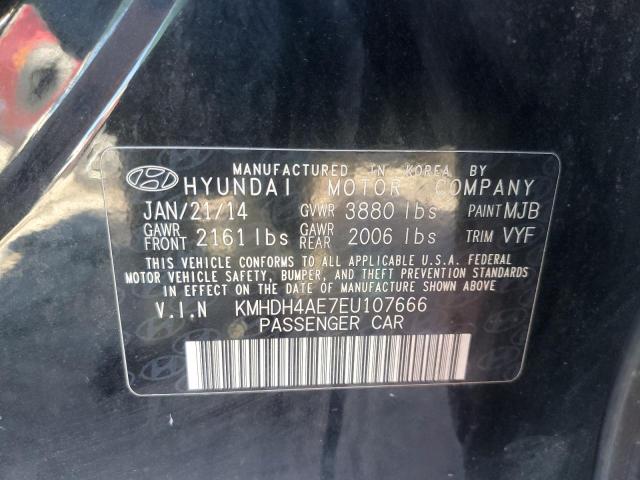 MANUFACTURED IN KOREA BY
HYUNDAI MOTOR COMPANY
JAN/21/14 GVWR 3880 lbs PAINT MJB
GAWR FRONT 2161 lbs GAWR REAR 2006 lbs TRIM VYF
THIS VEHICLE CONFORMS TO ALL APPLICABLE U.S.A. FEDERAL
MOTOR VEHICLE SAFETY, BUMPER, AND THEFT PREVENTION STANDARDS
IN EFFECT ON THE DATE OF MANUFACTURE SHOWN ABOVE
V.I.N KMHDH4AE7EU107666
PASSENGER CAR